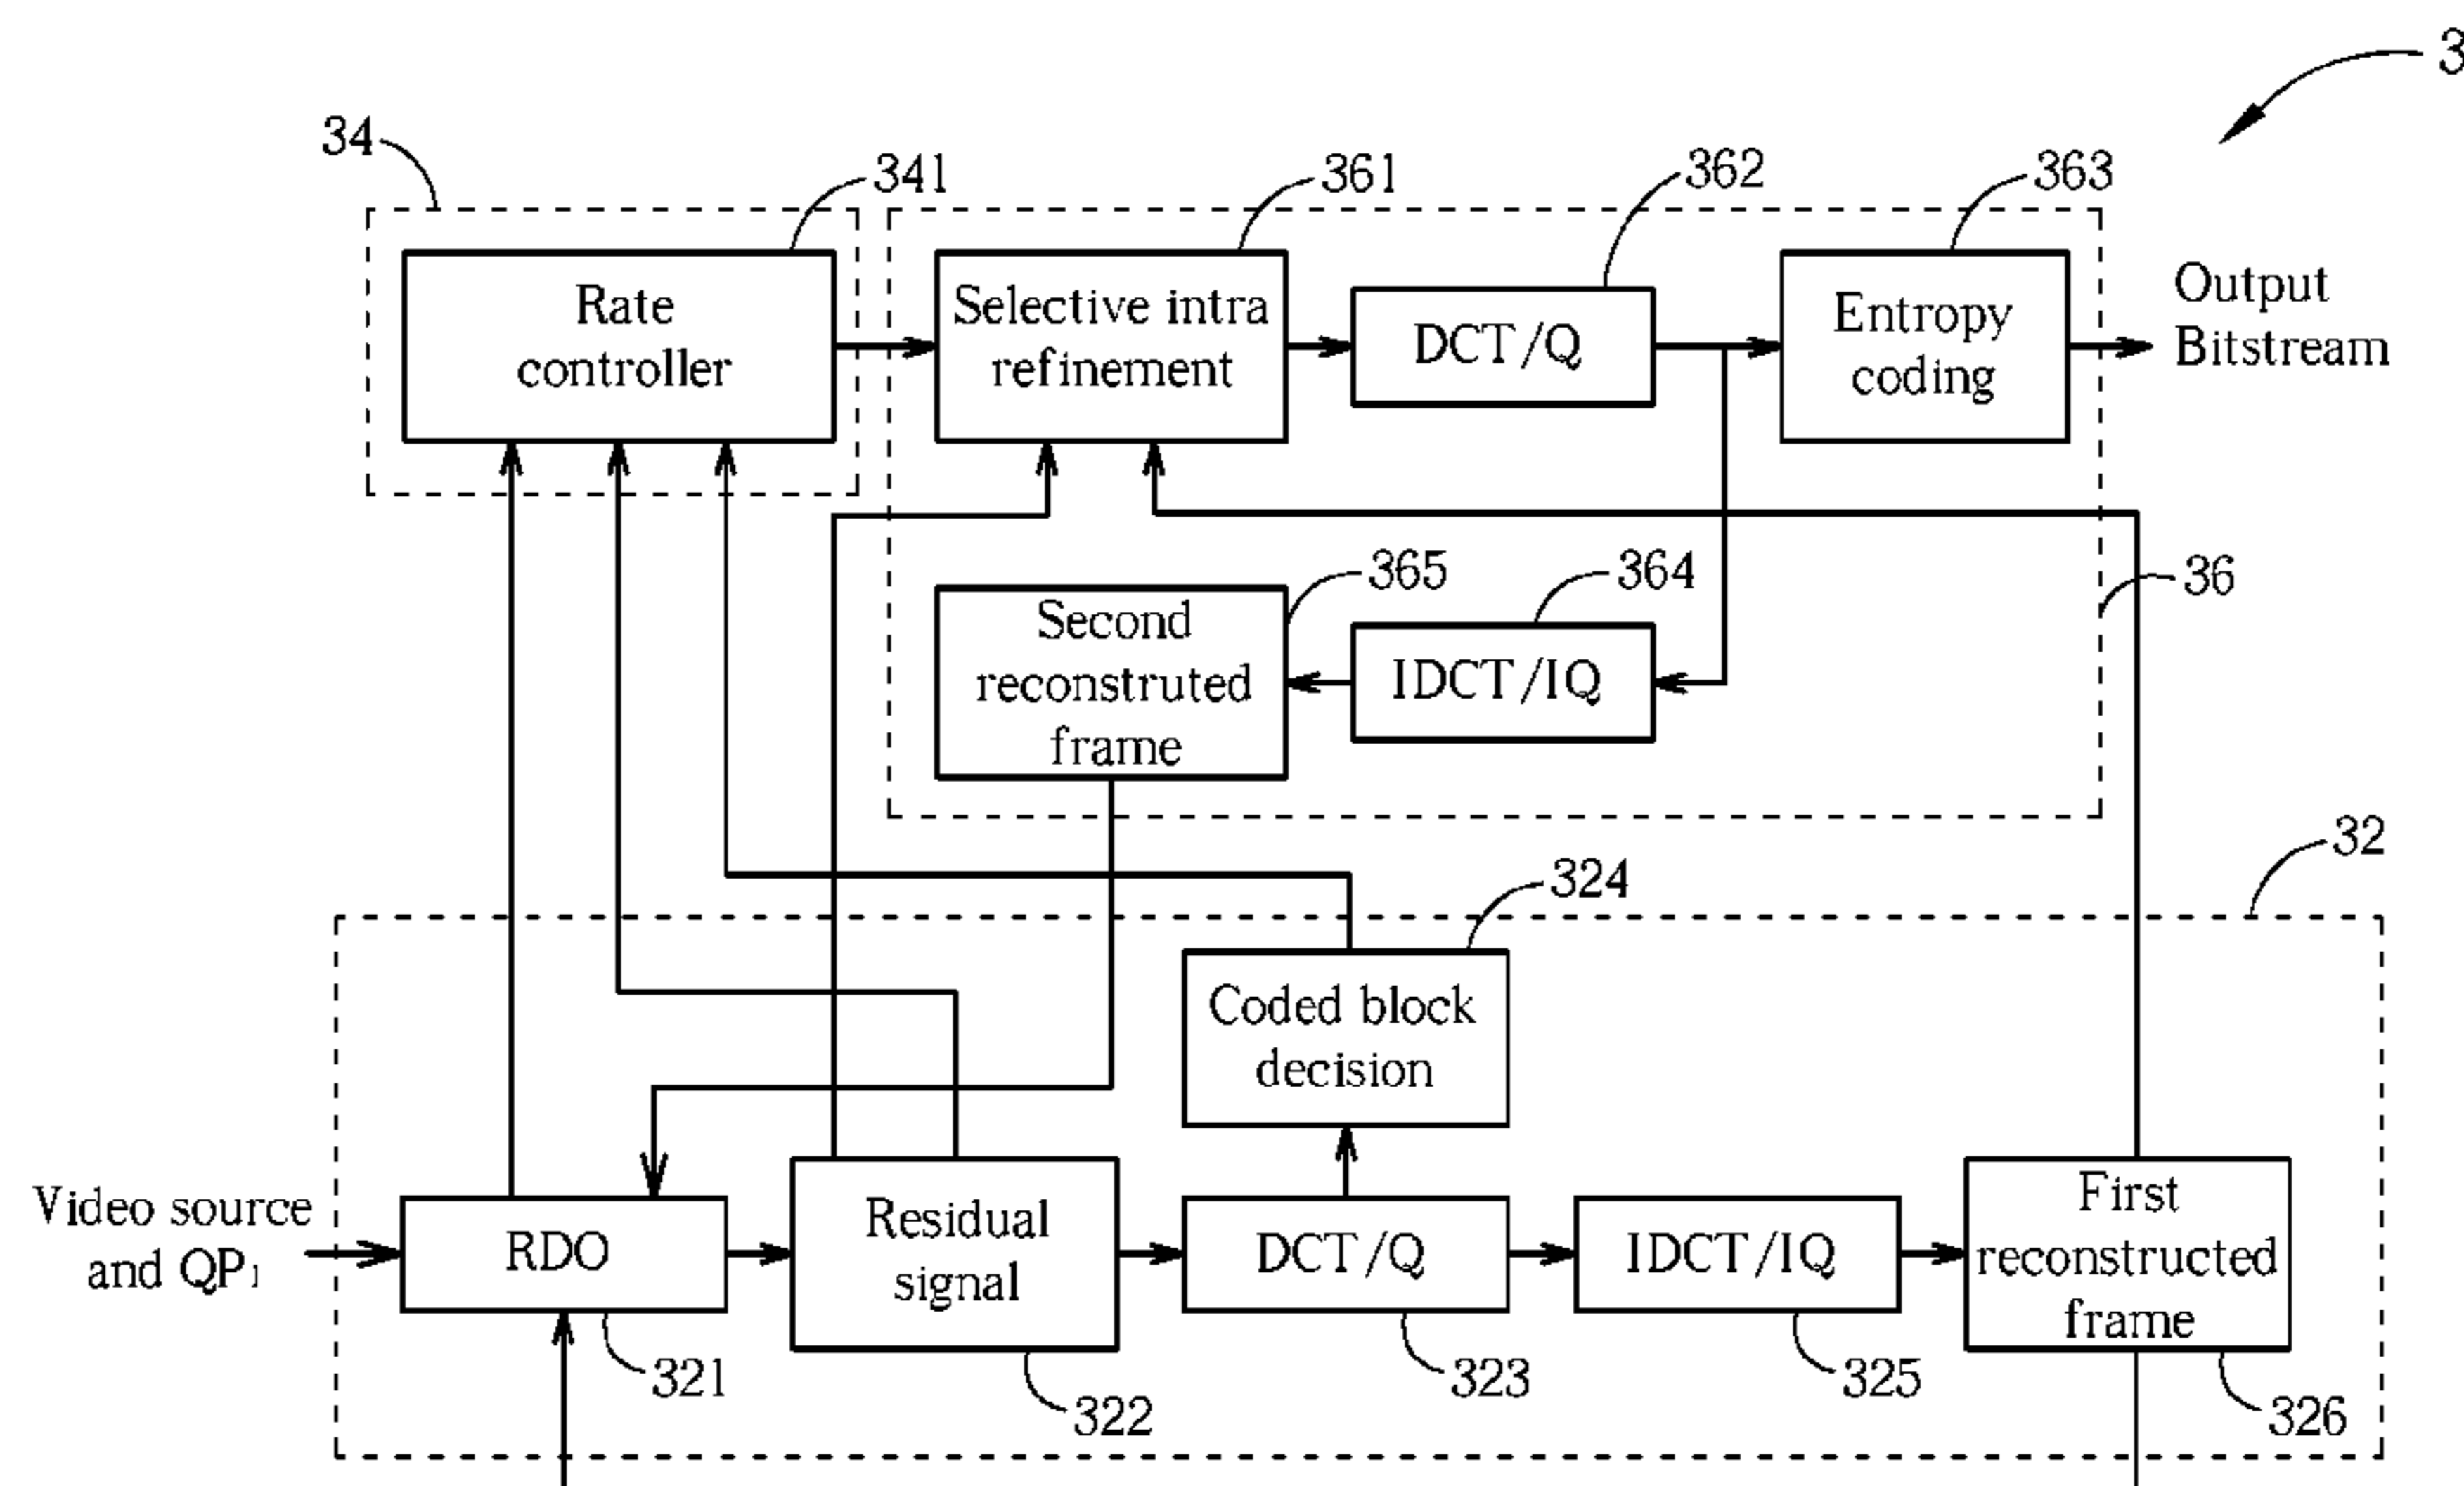 3
34
341
361
362
363
Rate
controller
Selective intra
refinement
DCT/Q
Entropy
coding
Output
Bitstream
365
364
36
Second
reconstruted
frame
IDCT/IQ
32
324
Coded block
decision
Video source
and QP1
RDO
Residual
signal
DCT/Q
IDCT/IQ
First
reconstructed
frame
321
322
323
325
326